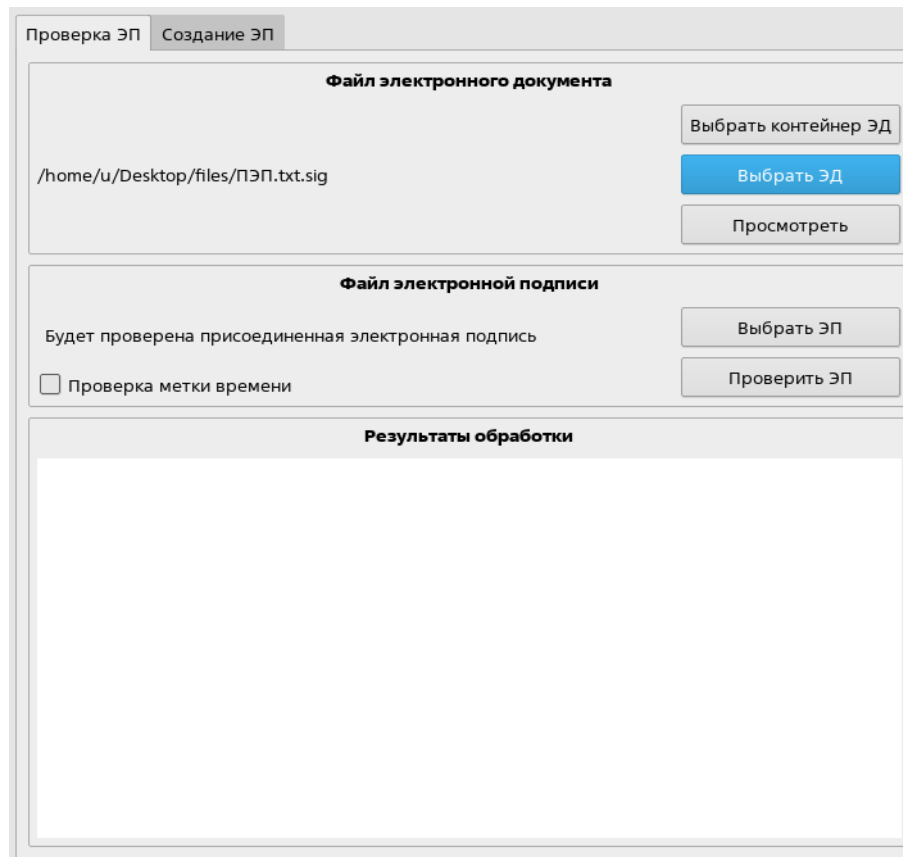 Проверка ЭП Создание ЭП
Файл электронного документа
Выбрать контейнер ЭД
/home/u/Desktop/files/ПЭП.txt.sig
Выбрать ЭД
Просмотреть
Файл электронной подписи
Будет проверена присоединенная электронная подпись
Выбрать ЭП
Проверка метки времени
Проверить ЭП
Результаты обработки